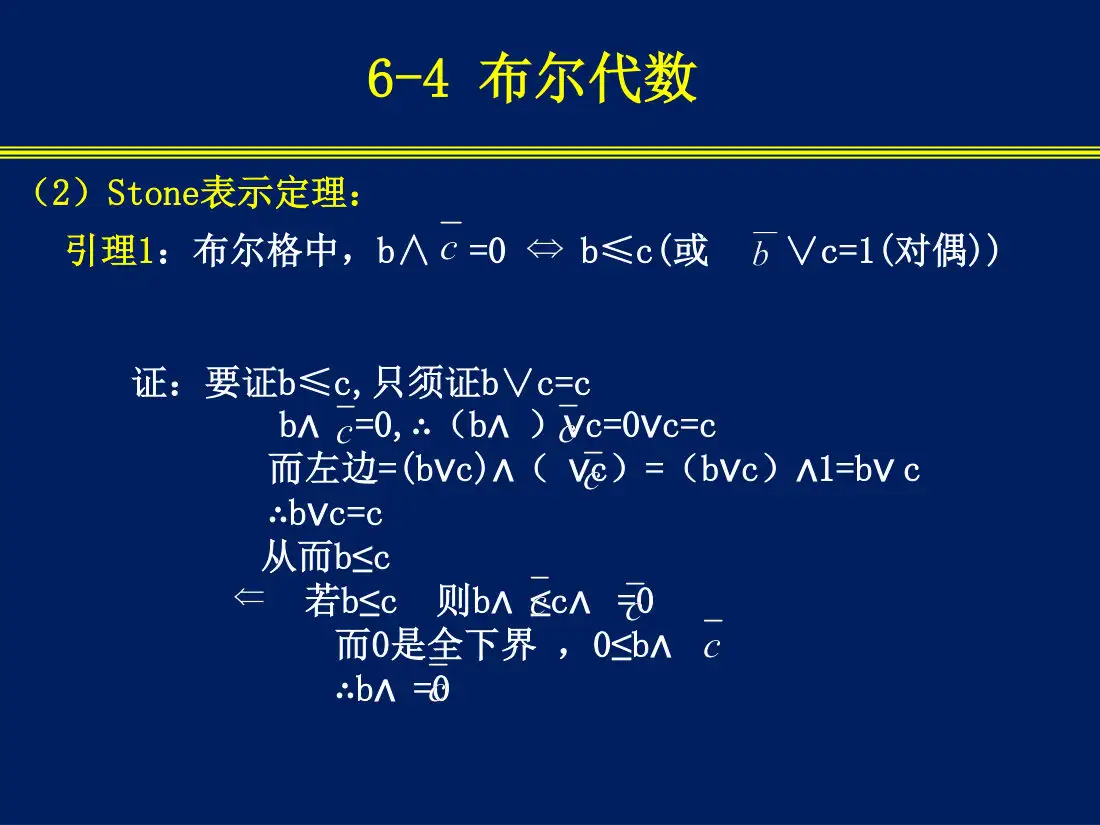 6-4 布尔代数
（2）Stone表示定理：
引理1：布尔格中，b∧ c̅ =0 ⇔ b≤c(或 b̅ ∨c=1(对偶))
证：要证b≤c,只须证b∨c=c
b∧ c̅ =0,∴（b∧ c̅ ）∨c=0∨c=c
而左边=(b∨c)∧（ c̅ ∨c）=（b∨c）∧1=b∨ c
∴b∨c=c
从而b≤c
⇐ 若b≤c 则b∧ c̅ ≤c∧ c̅ =0
而0是全下界 ，0≤b∧ c̅
∴b∧ c̅ =0